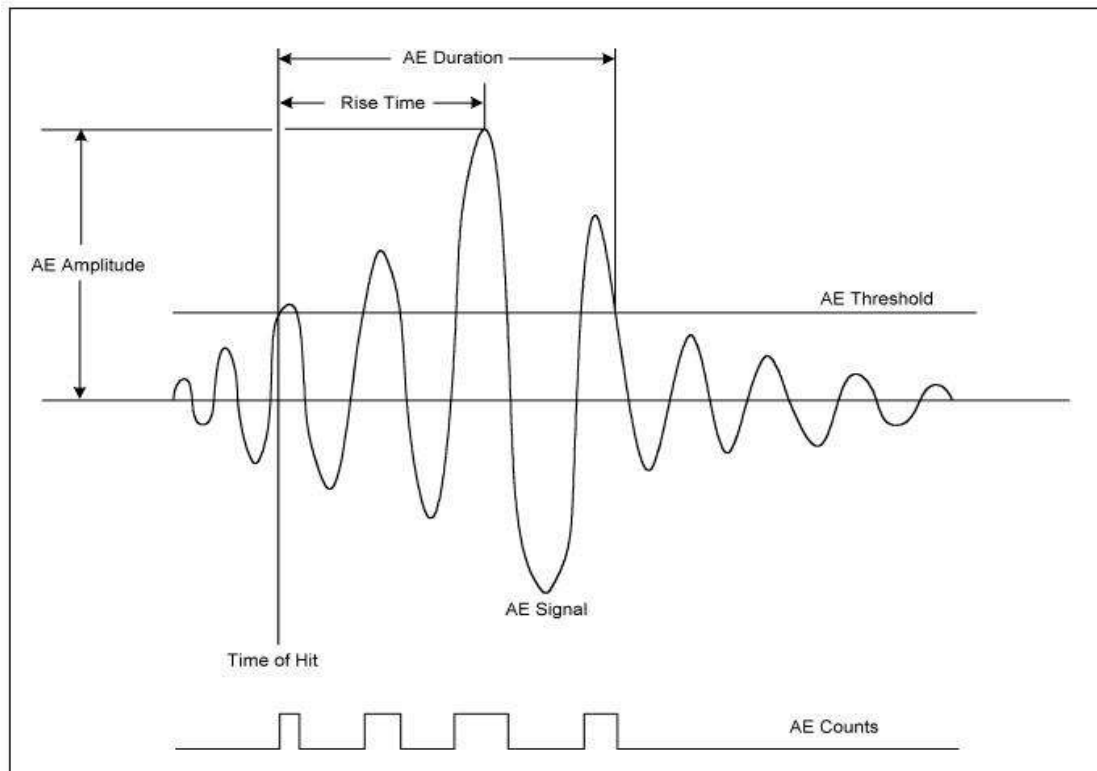 AE Duration
Rise Time
AE Amplitude
AE Threshold
AE Signal
Time of Hit
AE Counts